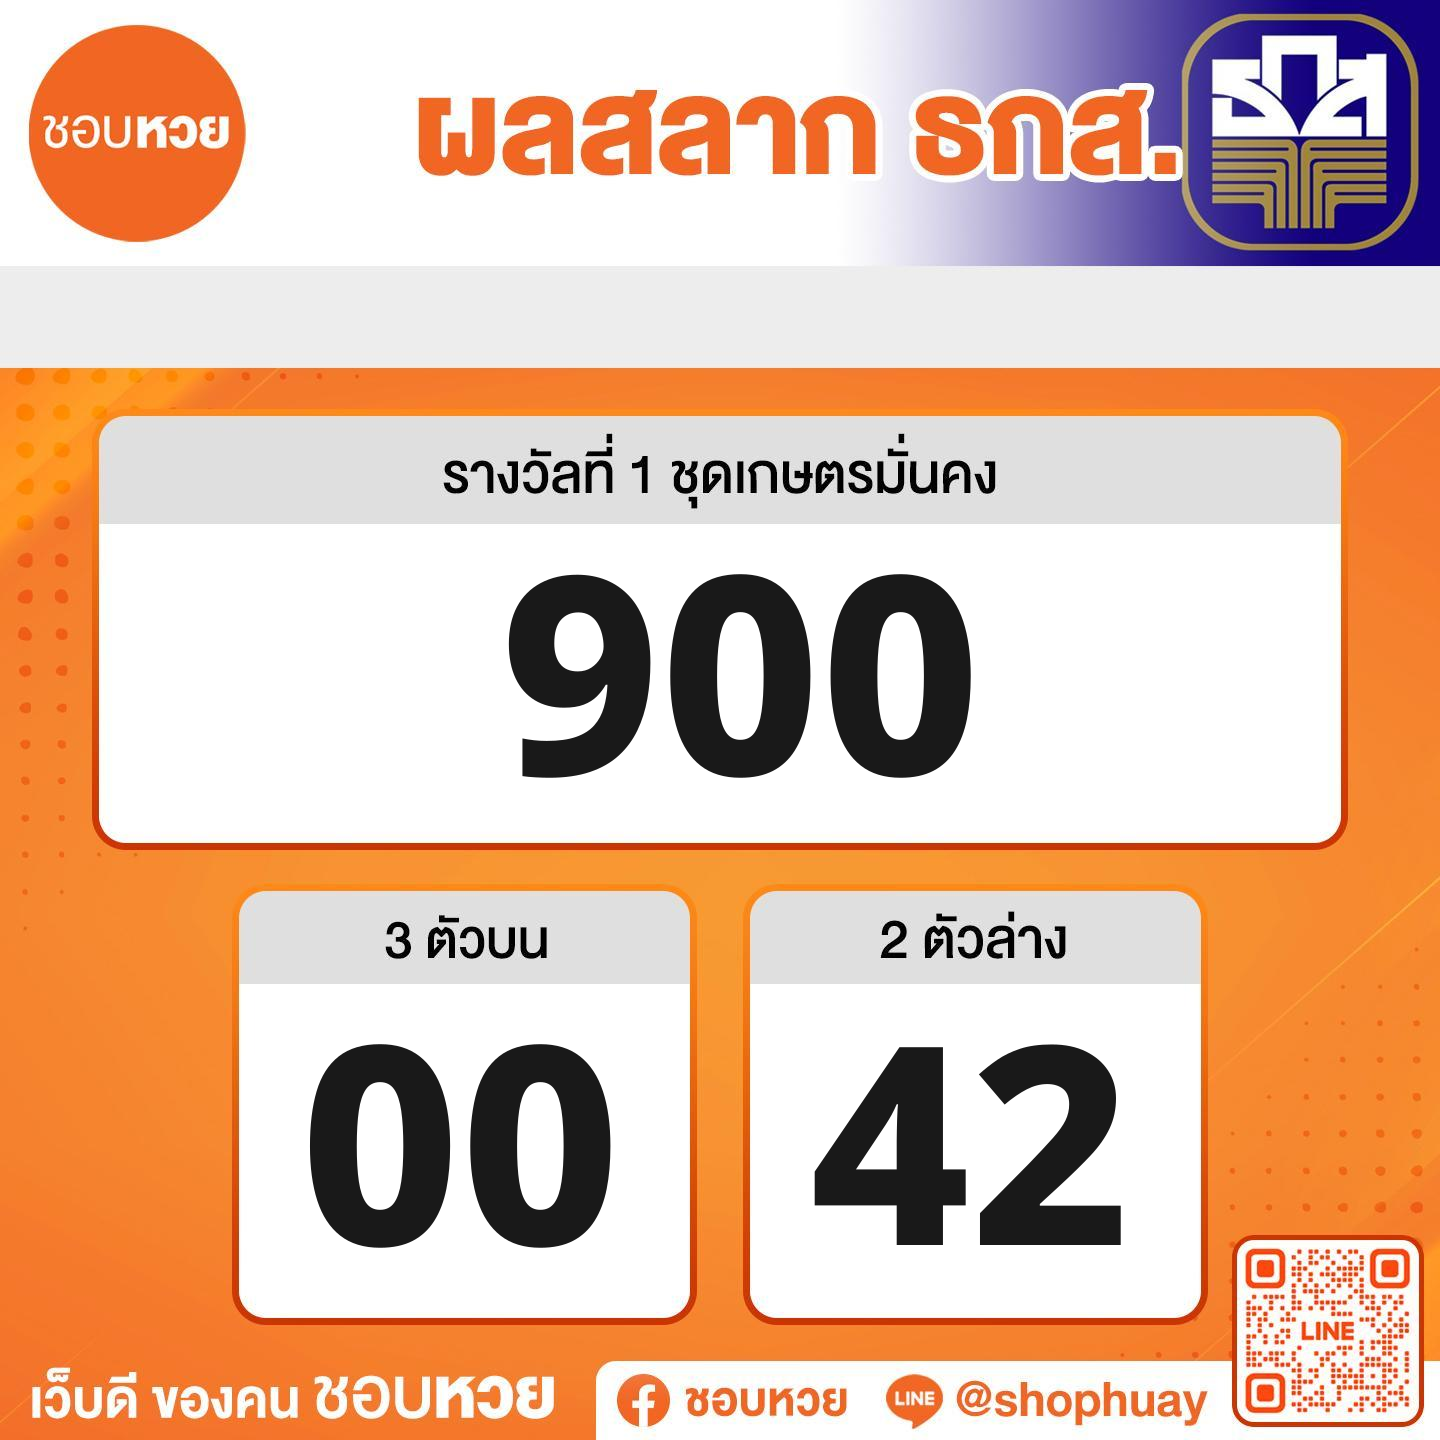 ชอบหวย
ผลสลาก ธกส.
ธกส
รางวัลที่ 1 ชุดเกษตรมั่นคง
900
3 ตัวบน
2 ตัวล่าง
00
42
LINE
เว็บดี ของคน ชอบหวย
ชอบหวย
LINE
@shophuay